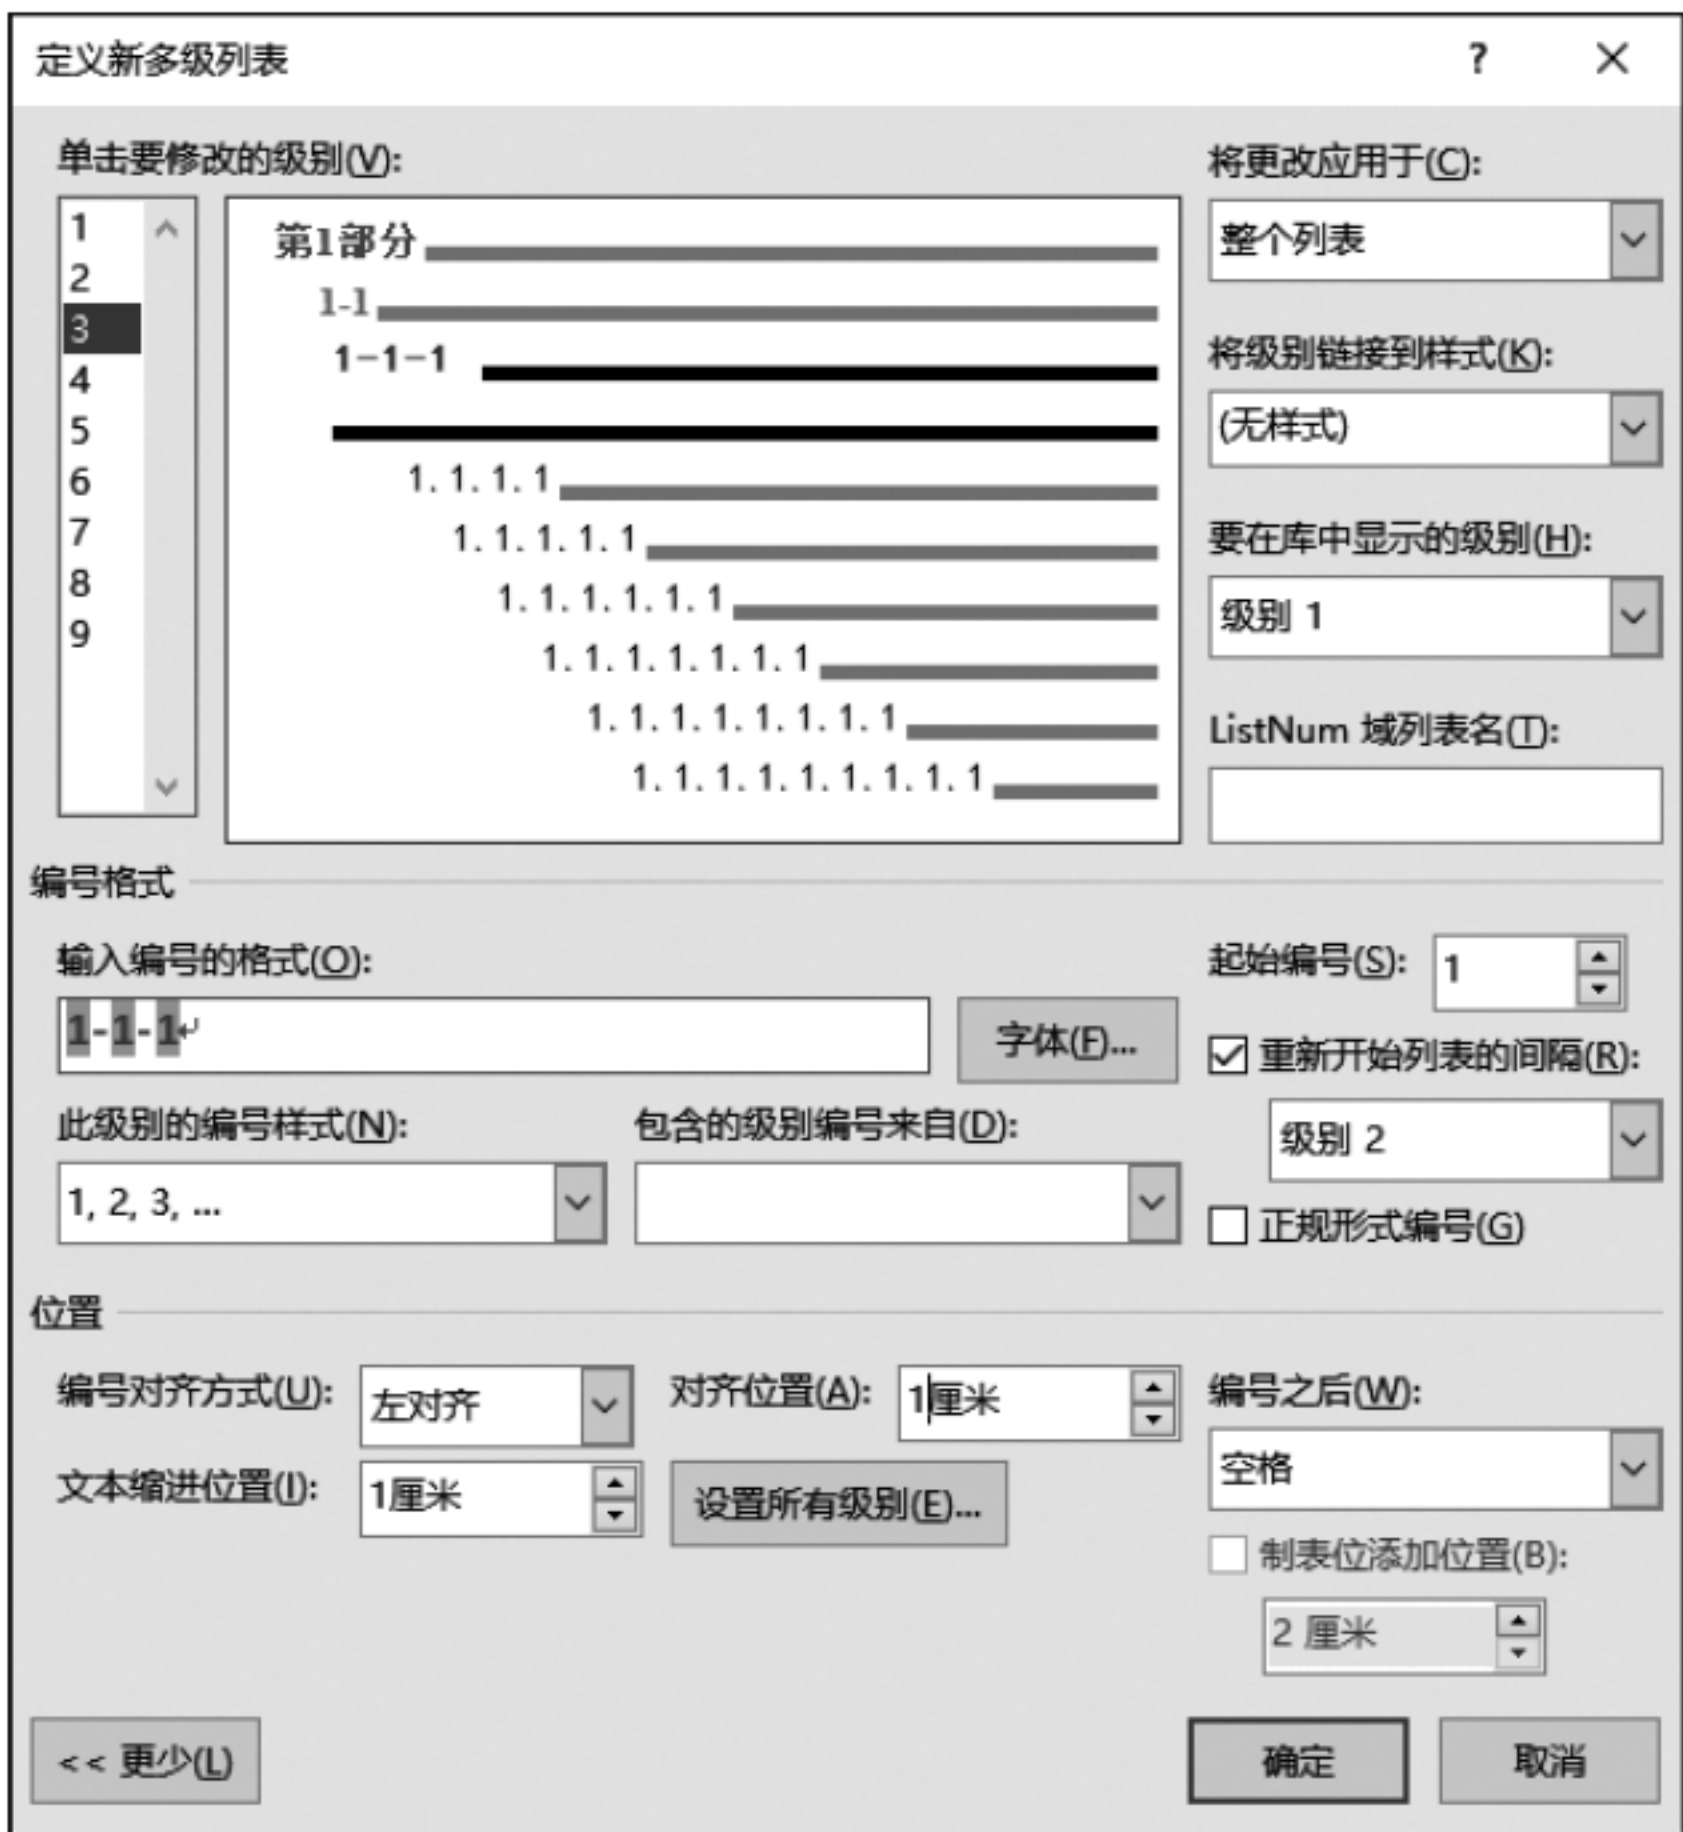 定义新多级列表 ? ×
单击要修改的级别(V):
1
2
3
4
5
6
7
8
9
第1部分
1-1
1-1-1
1.1.1.1
1.1.1.1.1
1.1.1.1.1.1
1.1.1.1.1.1.1
1.1.1.1.1.1.1.1
1.1.1.1.1.1.1.1.1
将更改应用于(C):
整个列表
将级别链接到样式(K):
(无样式)
要在库中显示的级别(H):
级别 1
ListNum 域列表名(T):
编号格式
输入编号的格式(O):
1-1-1↵
字体(F)...
起始编号(S): 1
重新开始列表的间隔(R):
级别 2
此级别的编号样式(N):
1, 2, 3, ...
包含的级别编号来自(D):
正规形式编号(G)
位置
编号对齐方式(U): 左对齐
对齐位置(A): 1厘米
编号之后(W):
空格
文本缩进位置(I): 1厘米
设置所有级别(E)...
制表位添加位置(B):
2 厘米
<< 更少(L)
确定
取消